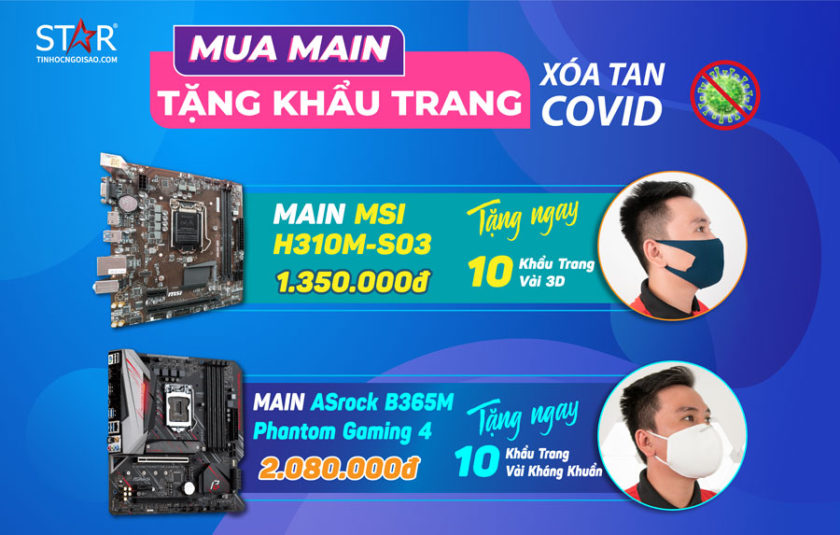 STAR®
TINHOCNGOISAO.COM
MUA MAIN
TẶNG KHẨU TRANG
XÓA TAN
COVID
MAIN MSI
H310M-S03
1.350.000đ
Tặng ngay
10 Khẩu Trang
Vải 3D
msi
MAIN ASrock B365M
Phantom Gaming 4
2.080.000đ
Tặng ngay
10 Khẩu Trang
Vải Kháng Khuẩn